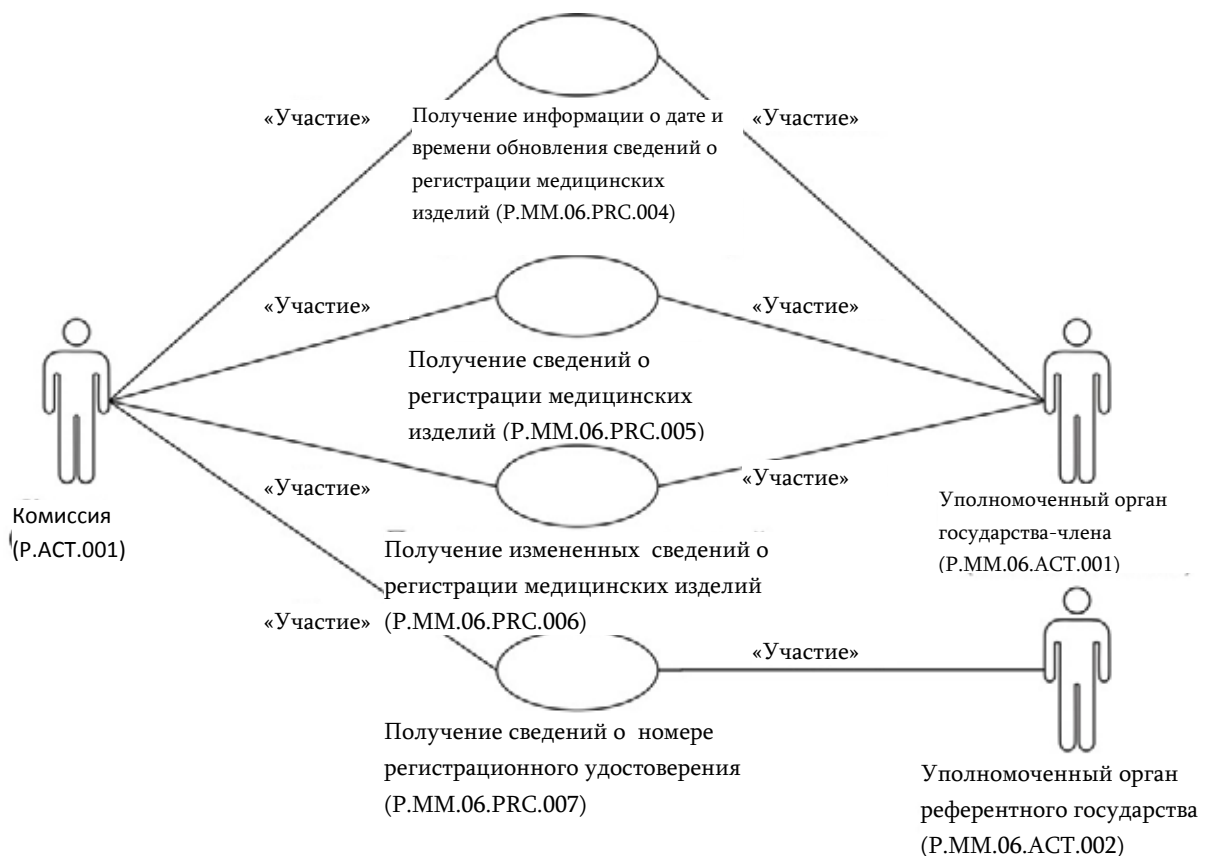 «Участие»
Получение информации о дате и
времени обновления сведений о
регистрации медицинских
изделий (P.MM.06.PRC.004)
«Участие»
«Участие»
«Участие»
Получение сведений о
регистрации медицинских
изделий (P.MM.06.PRC.005)
«Участие»
«Участие»
Комиссия
(P.ACT.001)
Уполномоченный орган
государства-члена
(P.MM.06.ACT.001)
Получение измененных сведений о
регистрации медицинских изделий
(P.MM.06.PRC.006)
«Участие»
«Участие»
Получение сведений о номере
регистрационного удостоверения
(P.MM.06.PRC.007)
Уполномоченный орган
референтного государства
(P.MM.06.ACT.002)